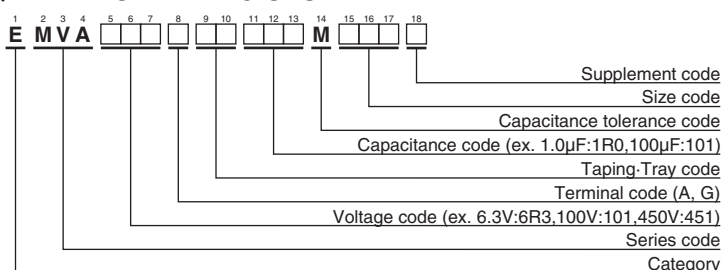 1 2 3 4 5 6 7 8 9 10 11 12 13 14 15 16 17 18
E M V A □□□ □ □□ □□□ M □□□ □
Supplement code
Size code
Capacitance tolerance code
Capacitance code (ex. 1.0μF:1R0,100μF:101)
Taping·Tray code
Terminal code (A, G)
Voltage code (ex. 6.3V:6R3,100V:101,450V:451)
Series code
Category